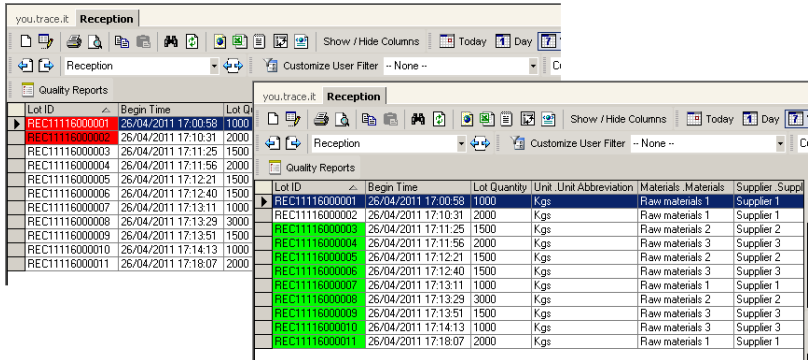 you.trace.it Reception
Show / Hide Columns Today 1 Day 7
Reception Customize User Filter -- None --
Quality Reports
Lot ID Begin Time Lot Q
REC11116000001 26/04/2011 17:00:58 1000
REC11116000002 26/04/2011 17:10:31 2000
REC11116000003 26/04/2011 17:11:25 1500
REC11116000004 26/04/2011 17:11:56 2000
REC11116000005 26/04/2011 17:12:21 1500
REC11116000006 26/04/2011 17:12:40 1500
REC11116000007 26/04/2011 17:13:11 1000
REC11116000008 26/04/2011 17:13:29 3000
REC11116000009 26/04/2011 17:13:51 1500
REC11116000010 26/04/2011 17:14:13 1000
REC11116000011 26/04/2011 17:18:07 2000
you.trace.it Reception
Show / Hide Columns Today 1 Day 7
Reception Customize User Filter -- None --
Quality Reports
Lot ID Begin Time Lot Quantity Unit .Unit Abbreviation Materials .Materials Supplier .Suppl
REC11116000001 26/04/2011 17:00:58 1000 Kgs Raw materials 1 Supplier 1
REC11116000002 26/04/2011 17:10:31 2000 Kgs Raw materials 1 Supplier 1
REC11116000003 26/04/2011 17:11:25 1500 Kgs Raw materials 2 Supplier 2
REC11116000004 26/04/2011 17:11:56 2000 Kgs Raw materials 3 Supplier 3
REC11116000005 26/04/2011 17:12:21 1500 Kgs Raw materials 2 Supplier 2
REC11116000006 26/04/2011 17:12:40 1500 Kgs Raw materials 3 Supplier 3
REC11116000007 26/04/2011 17:13:11 1000 Kgs Raw materials 1 Supplier 1
REC11116000008 26/04/2011 17:13:29 3000 Kgs Raw materials 2 Supplier 2
REC11116000009 26/04/2011 17:13:51 1500 Kgs Raw materials 3 Supplier 3
REC11116000010 26/04/2011 17:14:13 1000 Kgs Raw materials 3 Supplier 3
REC11116000011 26/04/2011 17:18:07 2000 Kgs Raw materials 1 Supplier 1